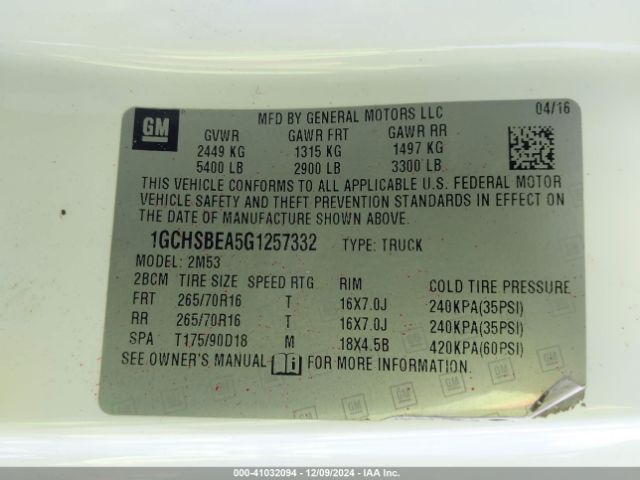 GM
MFD BY GENERAL MOTORS LLC 04/16
GVWR GAWR FRT GAWR RR
2449 KG 1315 KG 1497 KG
5400 LB 2900 LB 3300 LB
THIS VEHICLE CONFORMS TO ALL APPLICABLE U.S. FEDERAL MOTOR
VEHICLE SAFETY AND THEFT PREVENTION STANDARDS IN EFFECT ON
THE DATE OF MANUFACTURE SHOWN ABOVE.
1GCHSBEA5G1257332 TYPE: TRUCK
MODEL: 2M53
2BCM TIRE SIZE SPEED RTG RIM COLD TIRE PRESSURE
FRT 265/70R16 T 16X7.0J 240KPA(35PSI)
RR 265/70R16 T 16X7.0J 240KPA(35PSI)
SPA T175/90D18 M 18X4.5B 420KPA(60PSI)
SEE OWNER'S MANUAL FOR MORE INFORMATION.
GM GM GM GM GM
000-41032094 / 12/09/2024 - IAA Inc.